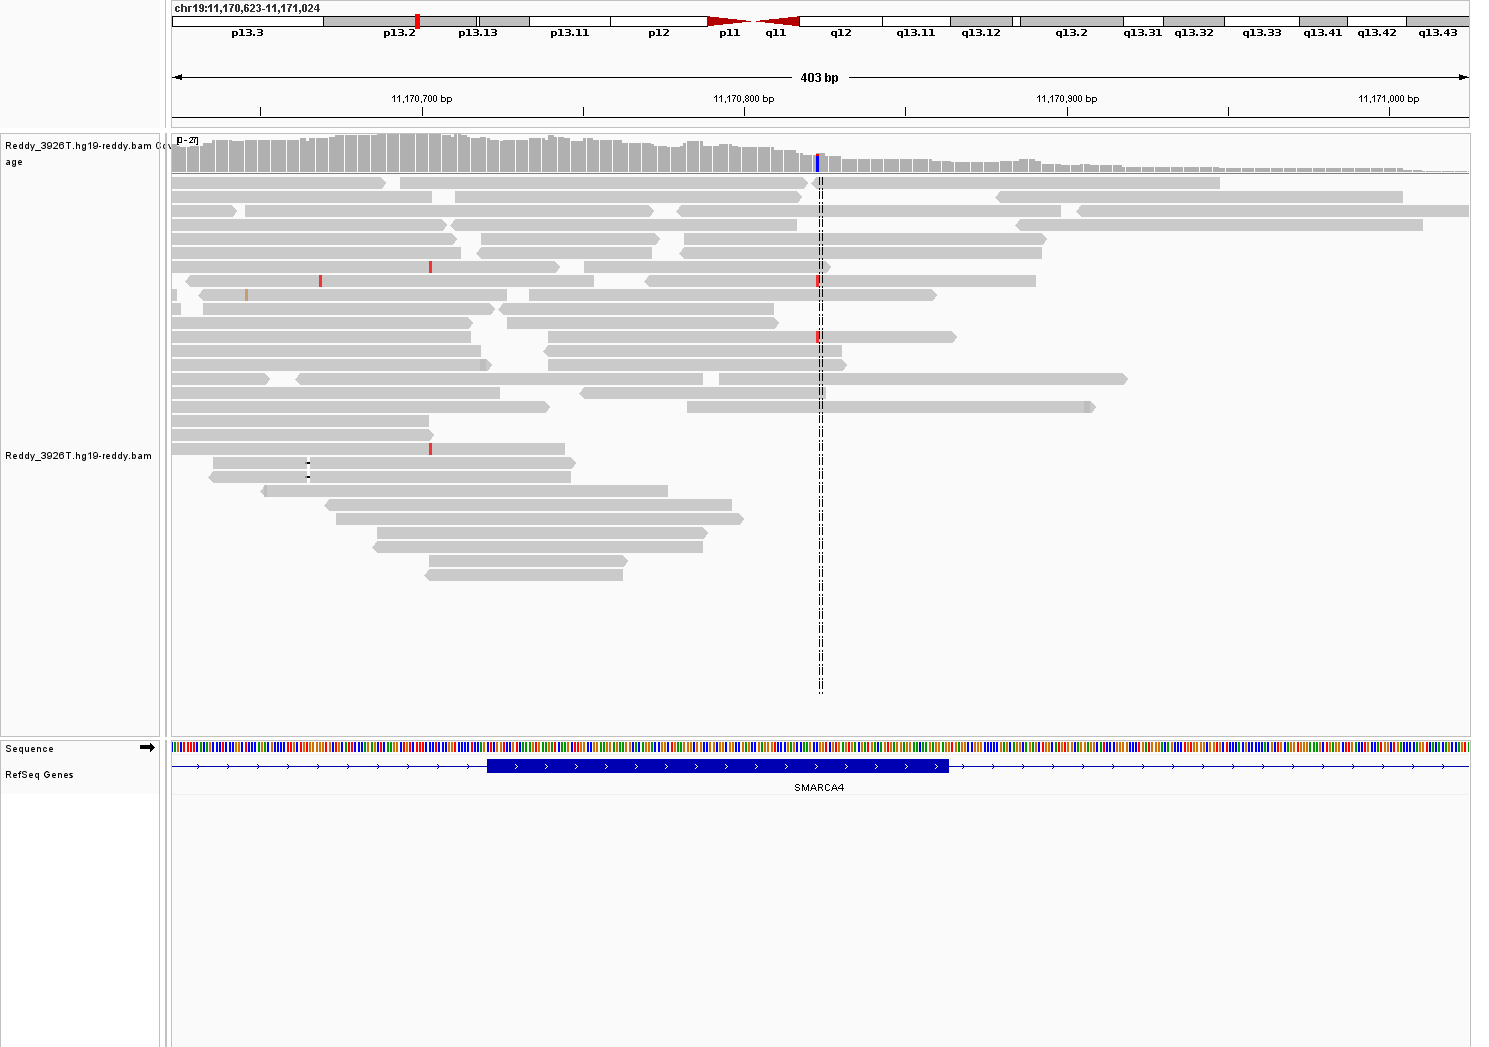 chr19:11,170,623-11,171,024
p13.3 p13.2 p13.13 p13.11 p12 p11 q11 q12 q13.11 q13.12 q13.2 q13.31 q13.32 q13.33 q13.41 q13.42 q13.43
403 bp
11,170,700 bp 11,170,800 bp 11,170,900 bp 11,171,000 bp
[0 - 27]
Reddy_3926T.hg19-reddy.bam Cov
age
Reddy_3926T.hg19-reddy.bam
Sequence
RefSeq Genes
SMARCA4